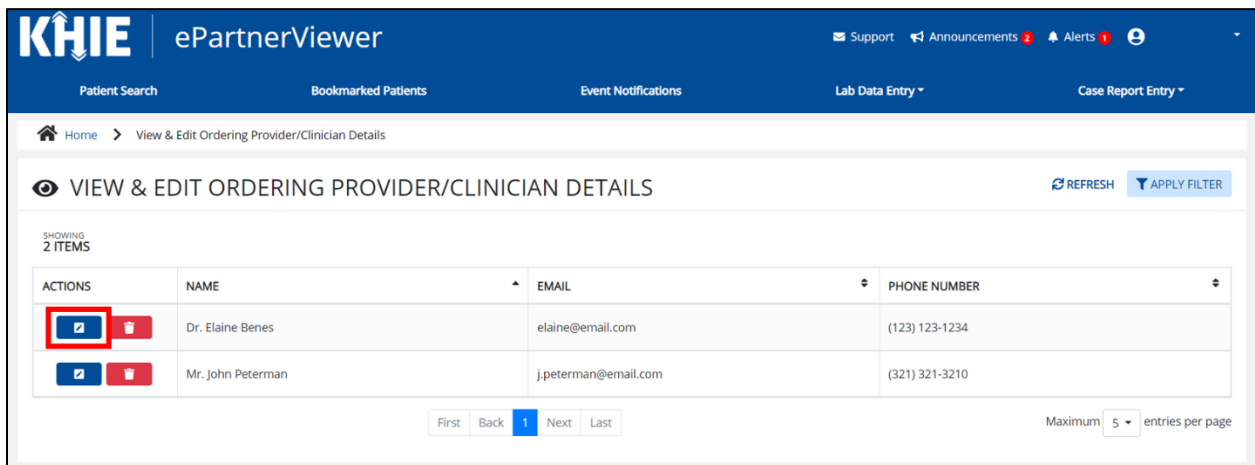 KHIE ePartnerViewer
Support Announcements 2 Alerts 1
Patient Search Bookmarked Patients Event Notifications Lab Data Entry Case Report Entry
Home > View & Edit Ordering Provider/Clinician Details
VIEW & EDIT ORDERING PROVIDER/CLINICIAN DETAILS REFRESH APPLY FILTER
SHOWING
2 ITEMS
ACTIONS NAME EMAIL PHONE NUMBER
Dr. Elaine Benes elaine@email.com (123) 123-1234
Mr. John Peterman j.peterman@email.com (321) 321-3210
First Back 1 Next Last Maximum 5 entries per page